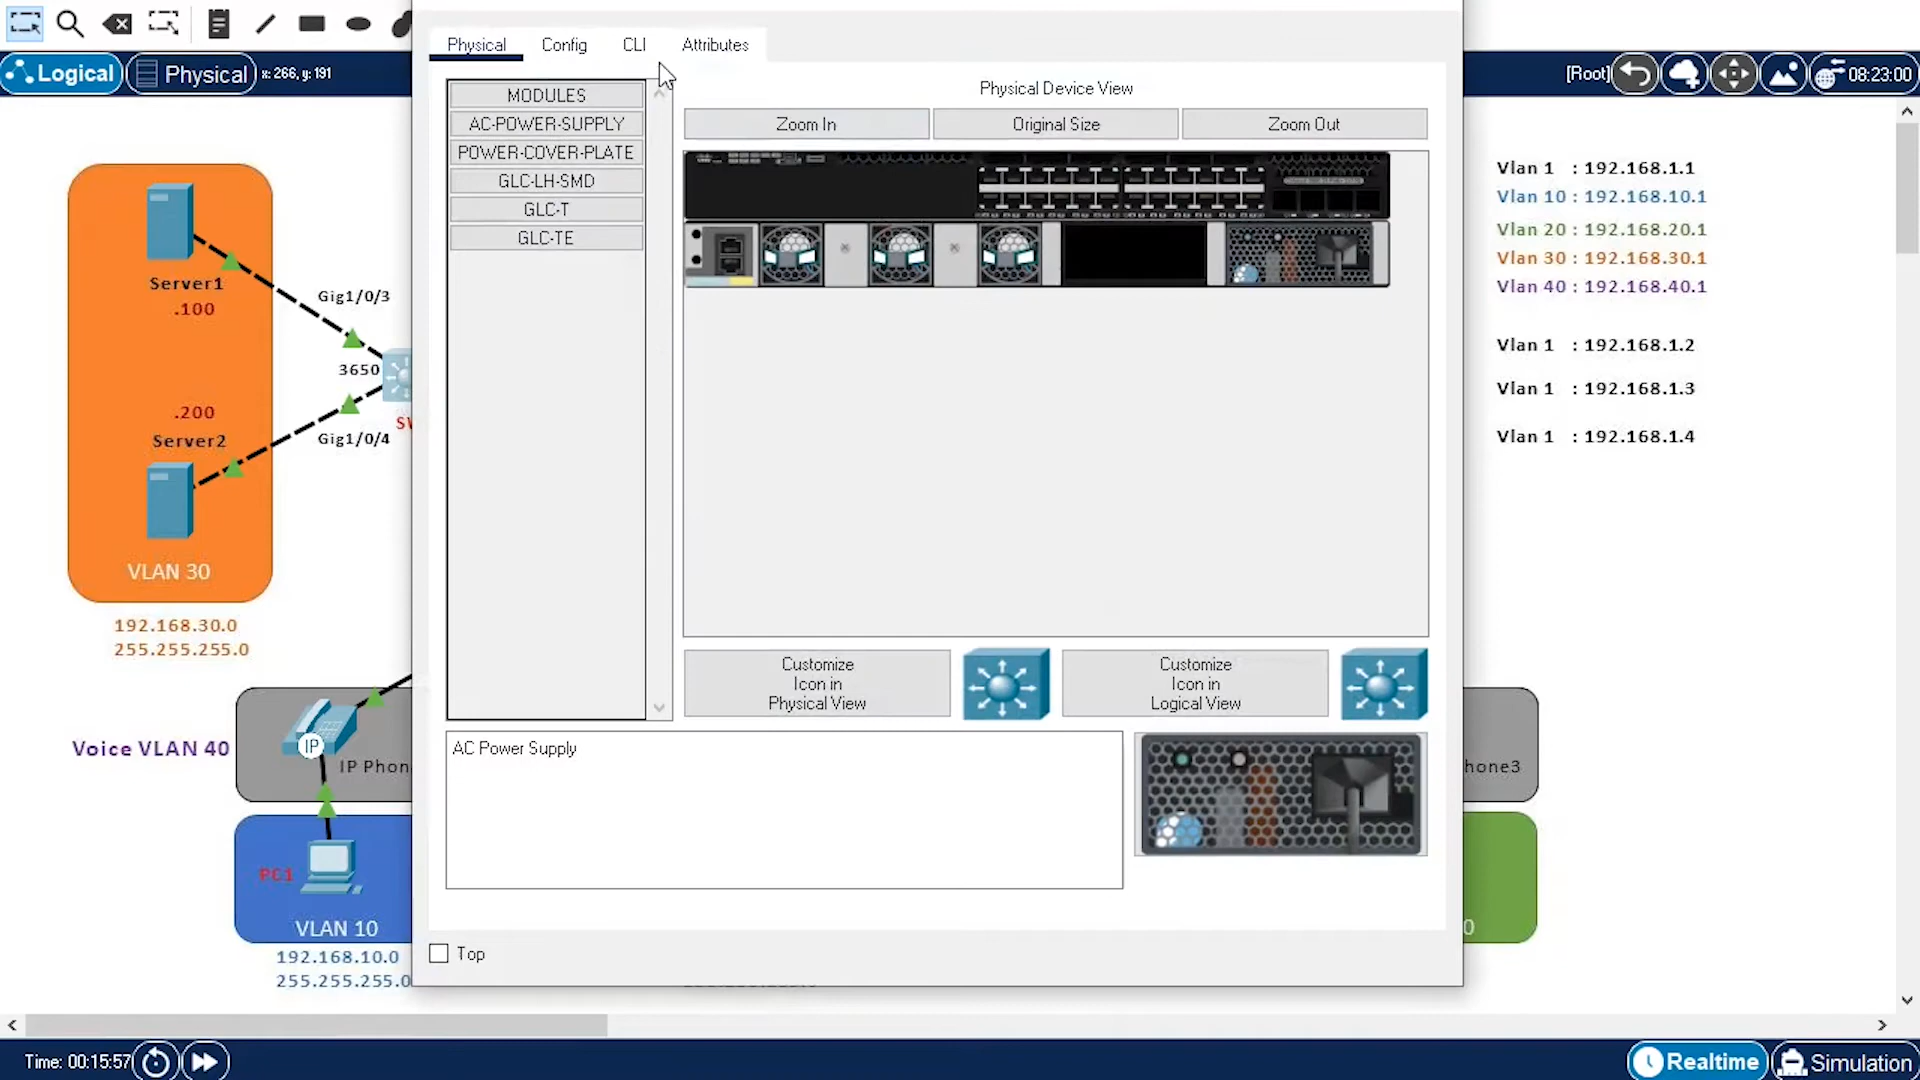 Physical
Config
CLI
Attributes
Logical
Physical
x: 266, y: 191
[Root]
08:23:00
MODULES
AC-POWER-SUPPLY
POWER-COVER-PLATE
GLC-LH-SMD
GLC-T
GLC-TE
Physical Device View
Zoom In
Original Size
Zoom Out
Vlan 1 : 192.168.1.1
Vlan 10 : 192.168.10.1
Vlan 20 : 192.168.20.1
Vlan 30 : 192.168.30.1
Vlan 40 : 192.168.40.1
Vlan 1 : 192.168.1.2
Vlan 1 : 192.168.1.3
Vlan 1 : 192.168.1.4
Server1
.100
Gig1/0/3
3650
.200
Server2
Gig1/0/4
VLAN 30
192.168.30.0
255.255.255.0
Customize
Icon in
Physical View
Customize
Icon in
Logical View
AC Power Supply
Voice VLAN 40
IP
IP Phon
hone3
PC1
VLAN 10
0
192.168.10.0
255.255.255.0
Top
Time: 00:15:57
Realtime
Simulation